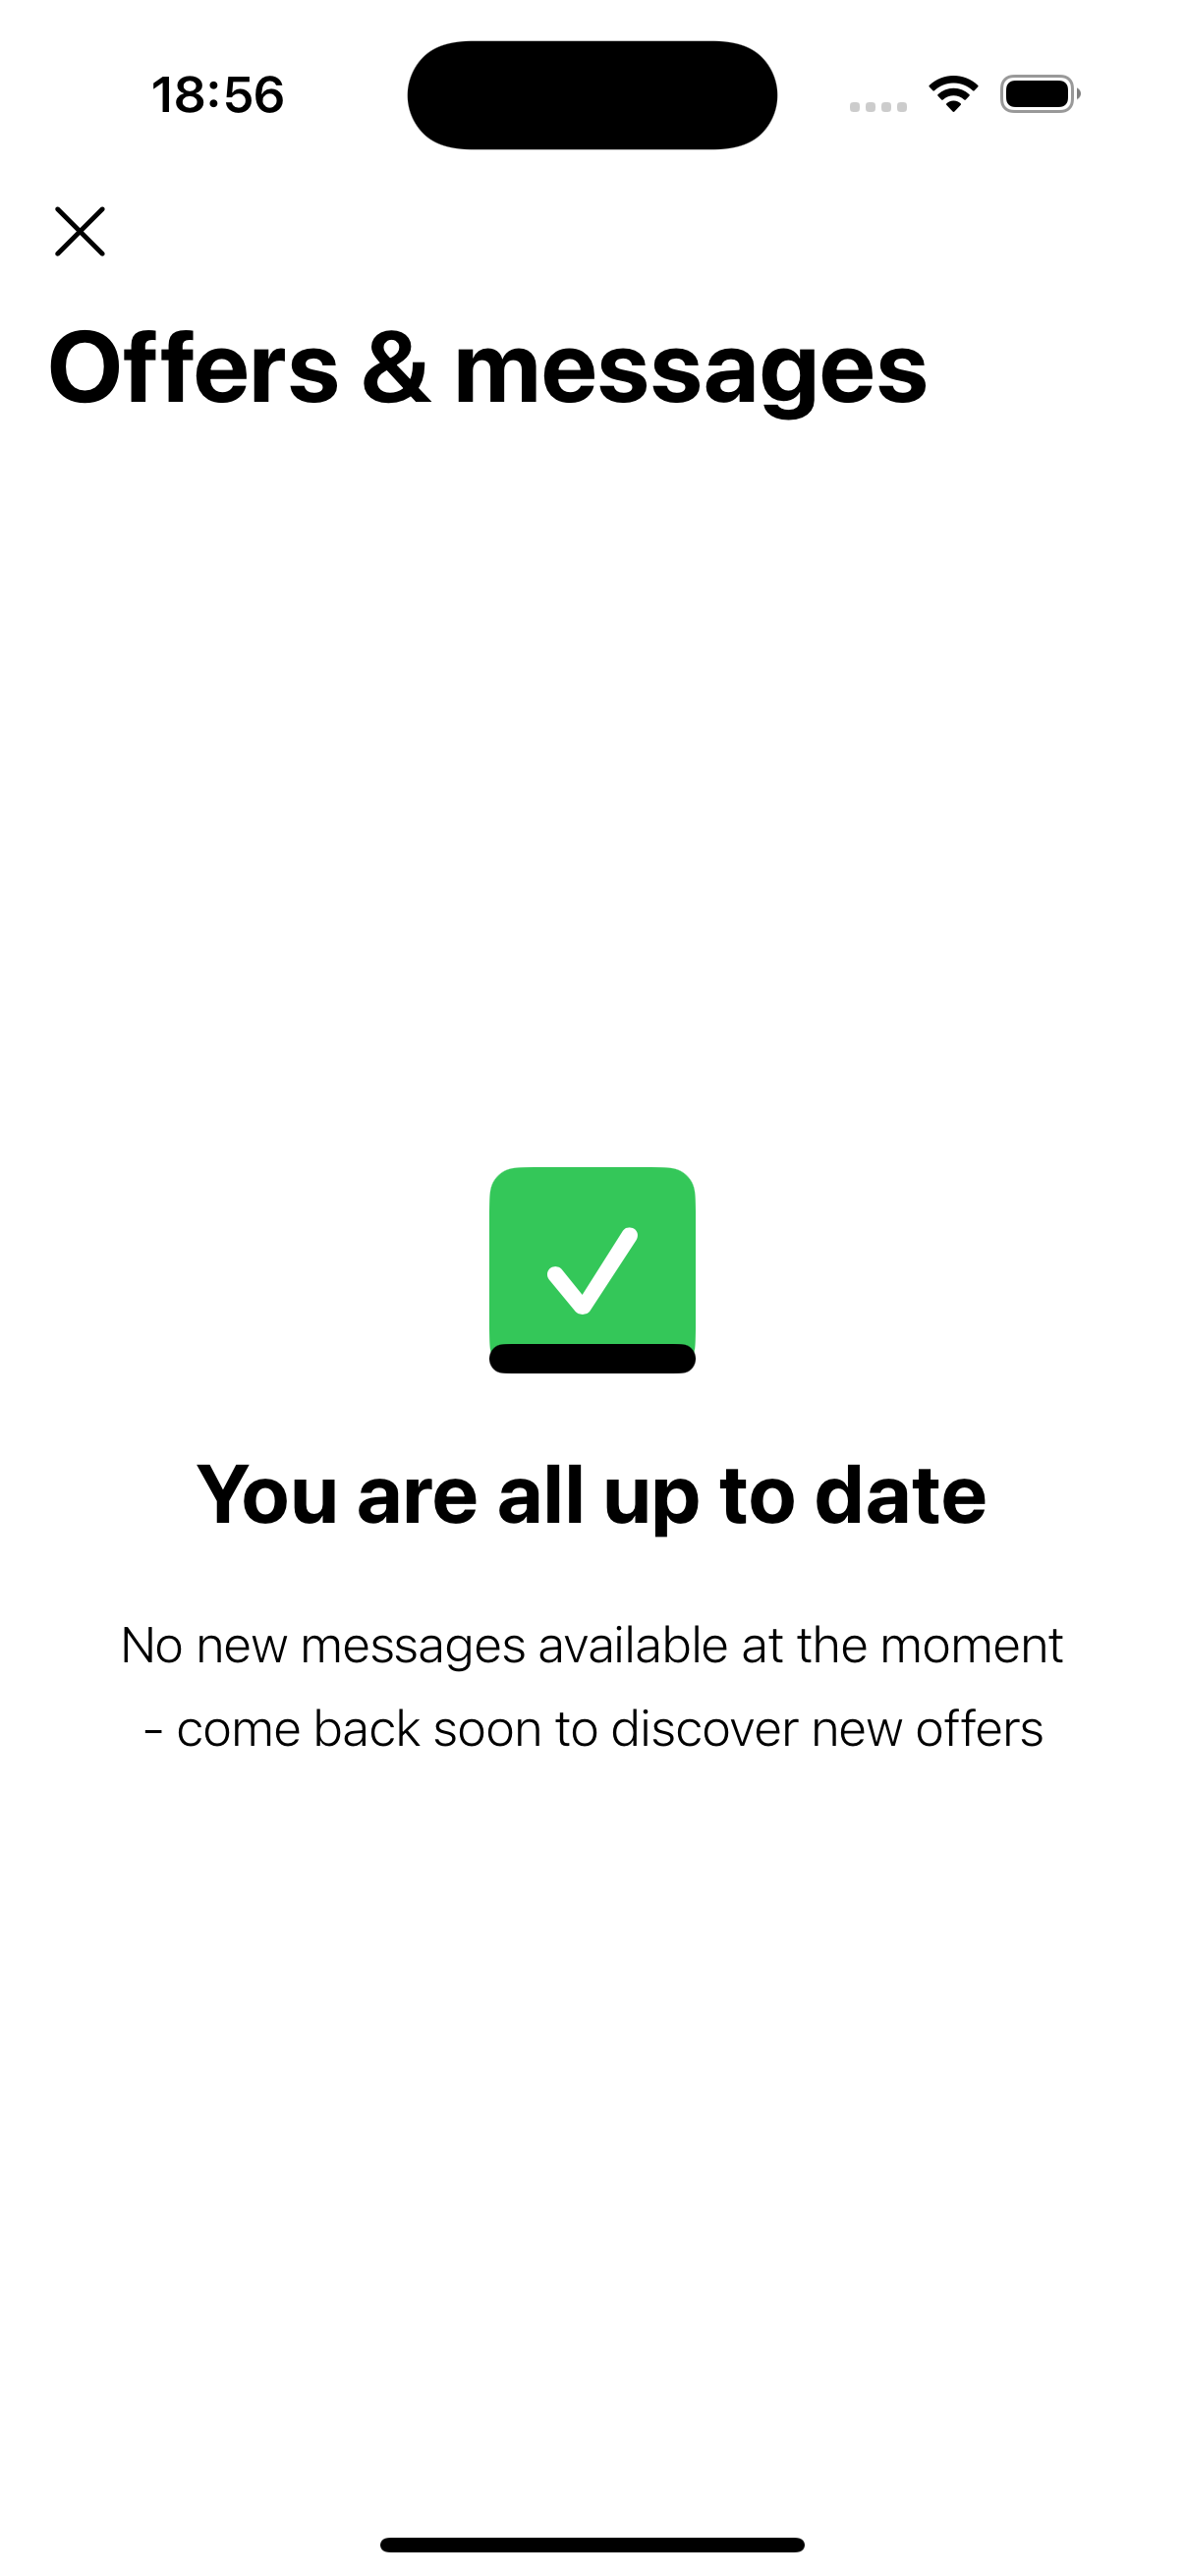 18:56
Offers & messages
You are all up to date
No new messages available at the moment
- come back soon to discover new offers